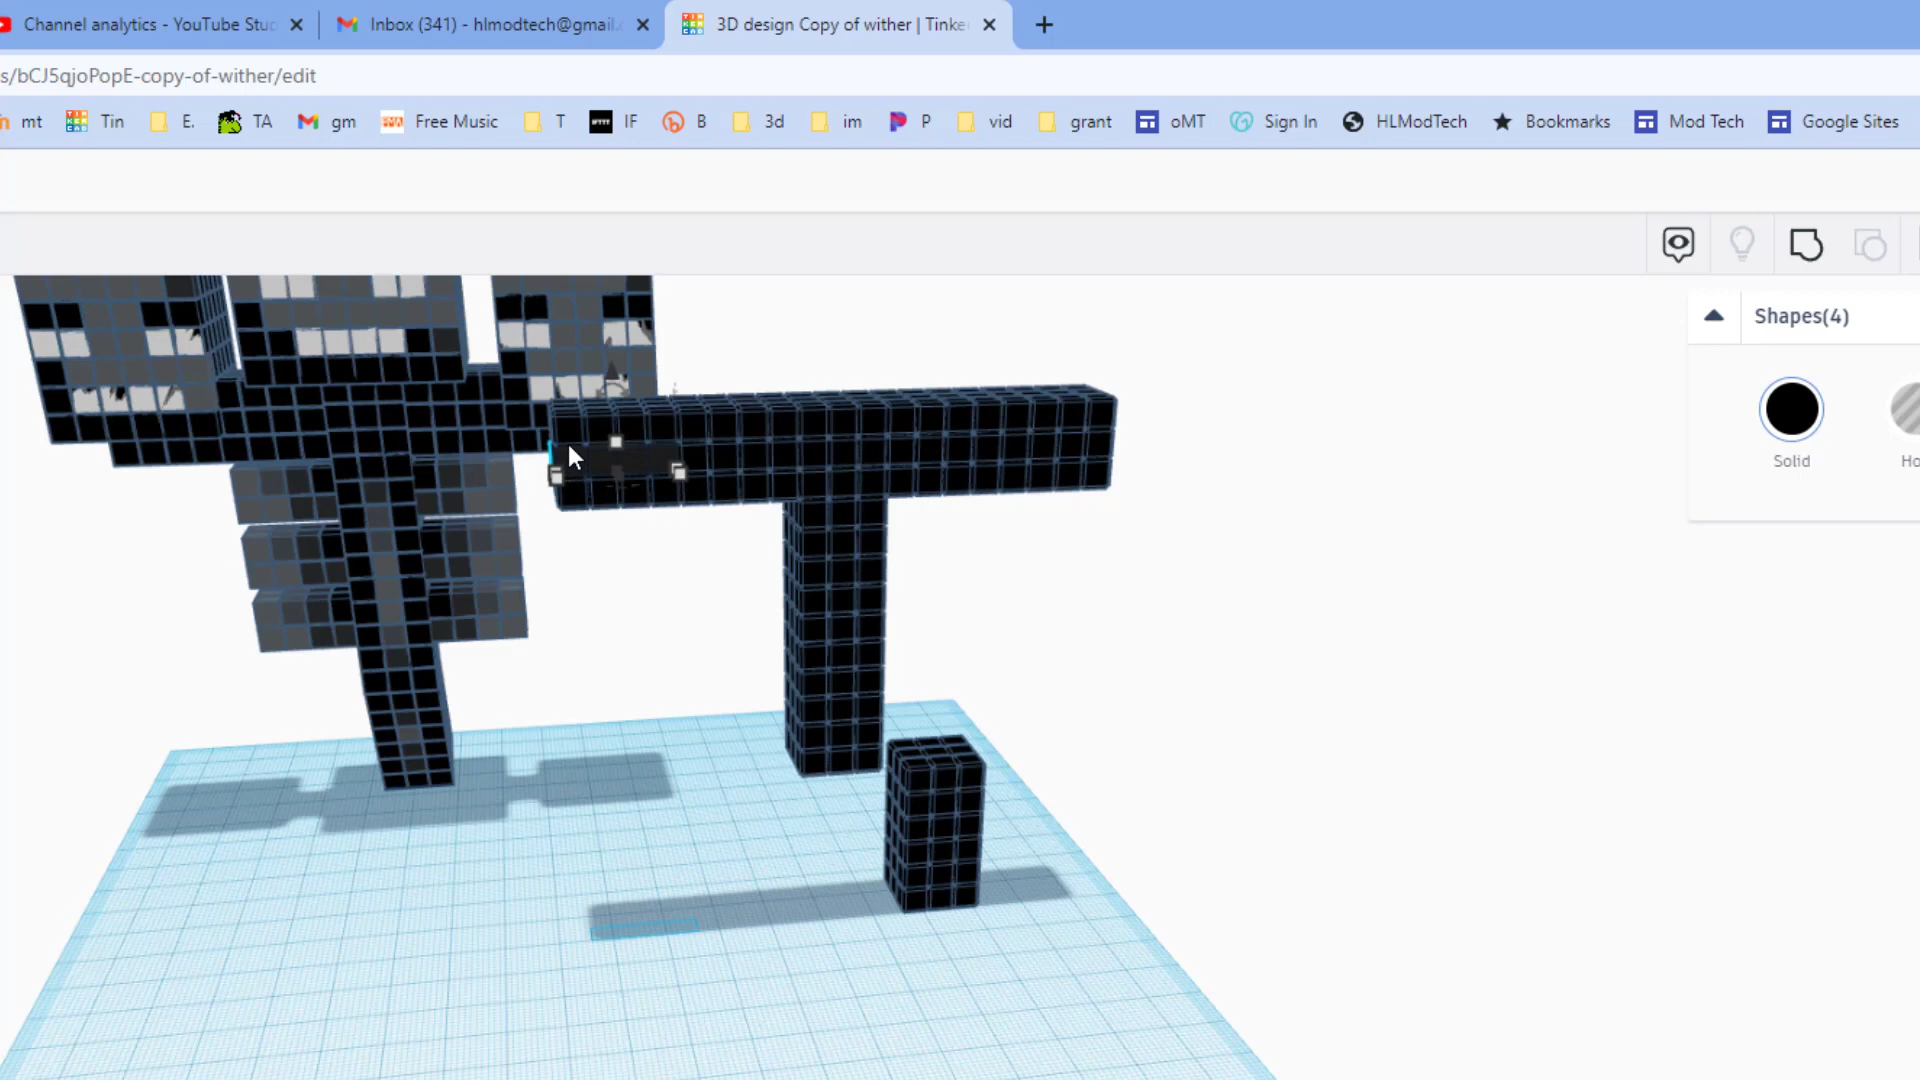 Channel analytics - YouTube Stu
Inbox (341) - hlmodtech@gmail.
3D design Copy of wither | Tinke
s/bCJ5qjoPopE-copy-of-wither/edit
mt Tin E. TA gm Free Music T IF B 3d im P vid grant oMT Sign In HLModTech Bookmarks Mod Tech Google Sites
Shapes(4)
Solid
Ho